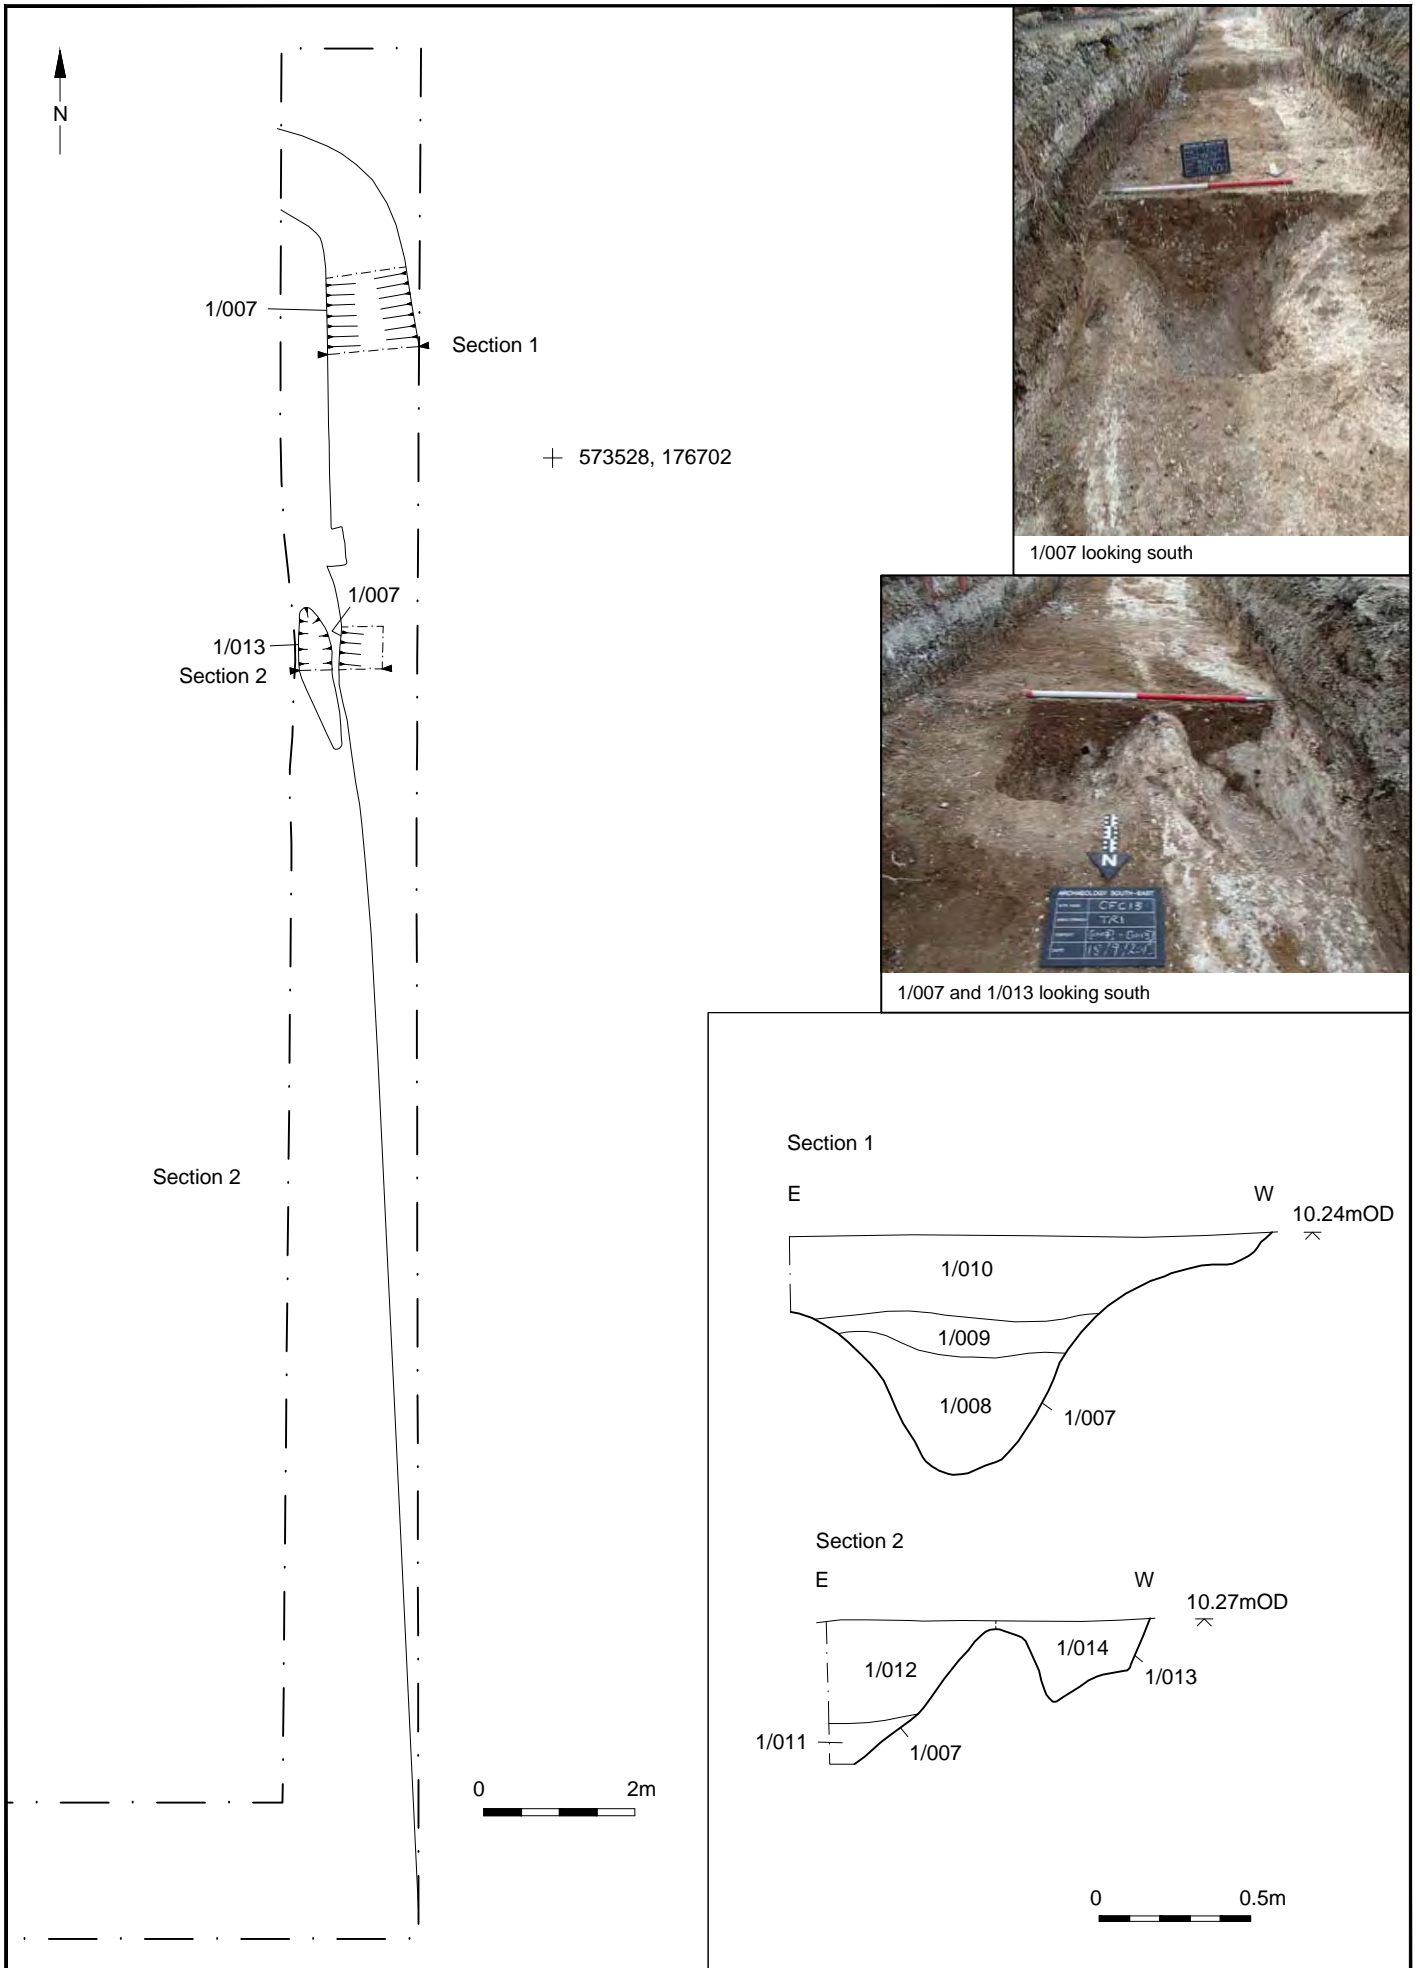 N
1/007
Section 1
573528, 176702
1/007
1/013
Section 2
Section 2
0 2m
1/007 looking south
ARCHAEOLOGY SOUTH-EAST
CFC13
TR1
1/007 and 1/013 looking south
Section 1
E W
10.24mOD
1/010
1/009
1/008
1/007
Section 2
E W
10.27mOD
1/014
1/012
1/013
1/011
1/007
0 0.5m